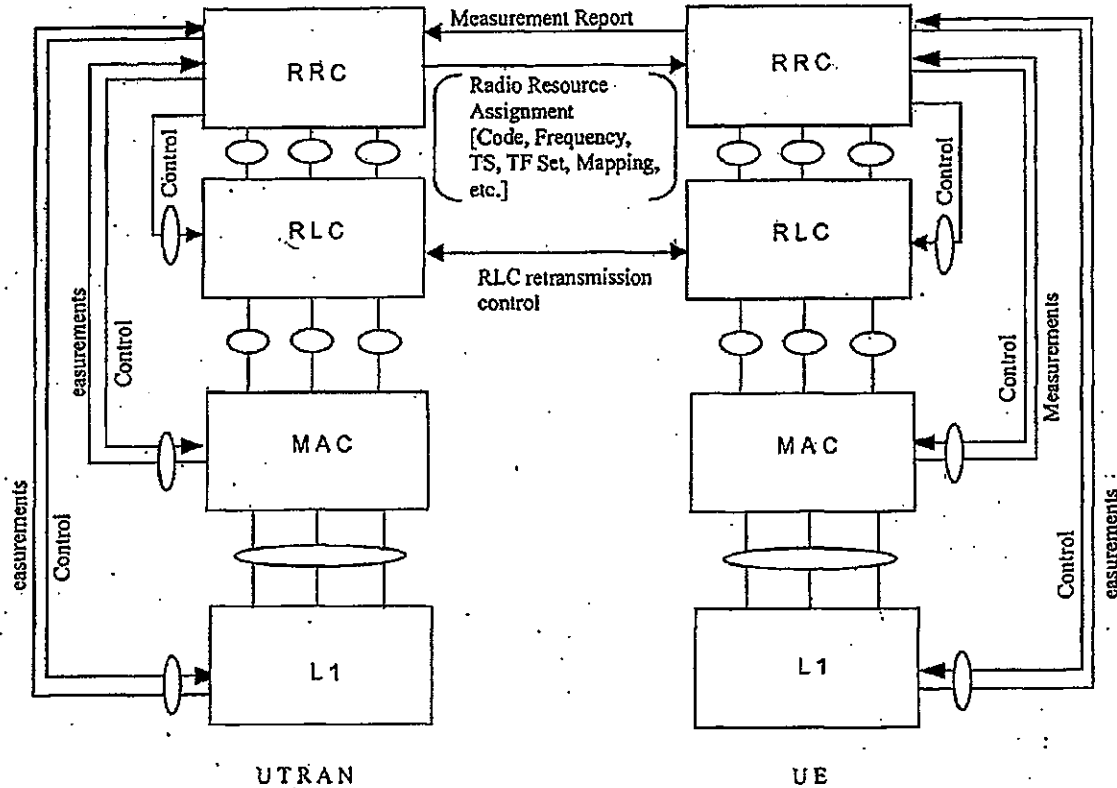 Measurement Report
RRC
RRC
Radio Resource
Assignment
[Code, Frequency,
TS, TF Set, Mapping,
etc.]
Control
Control
RLC
RLC
RLC retransmission
control
easurements
Control
Control
Measurements
MAC
MAC
easurements
Control
Control
easurements
L1
L1
UTRAN
UE